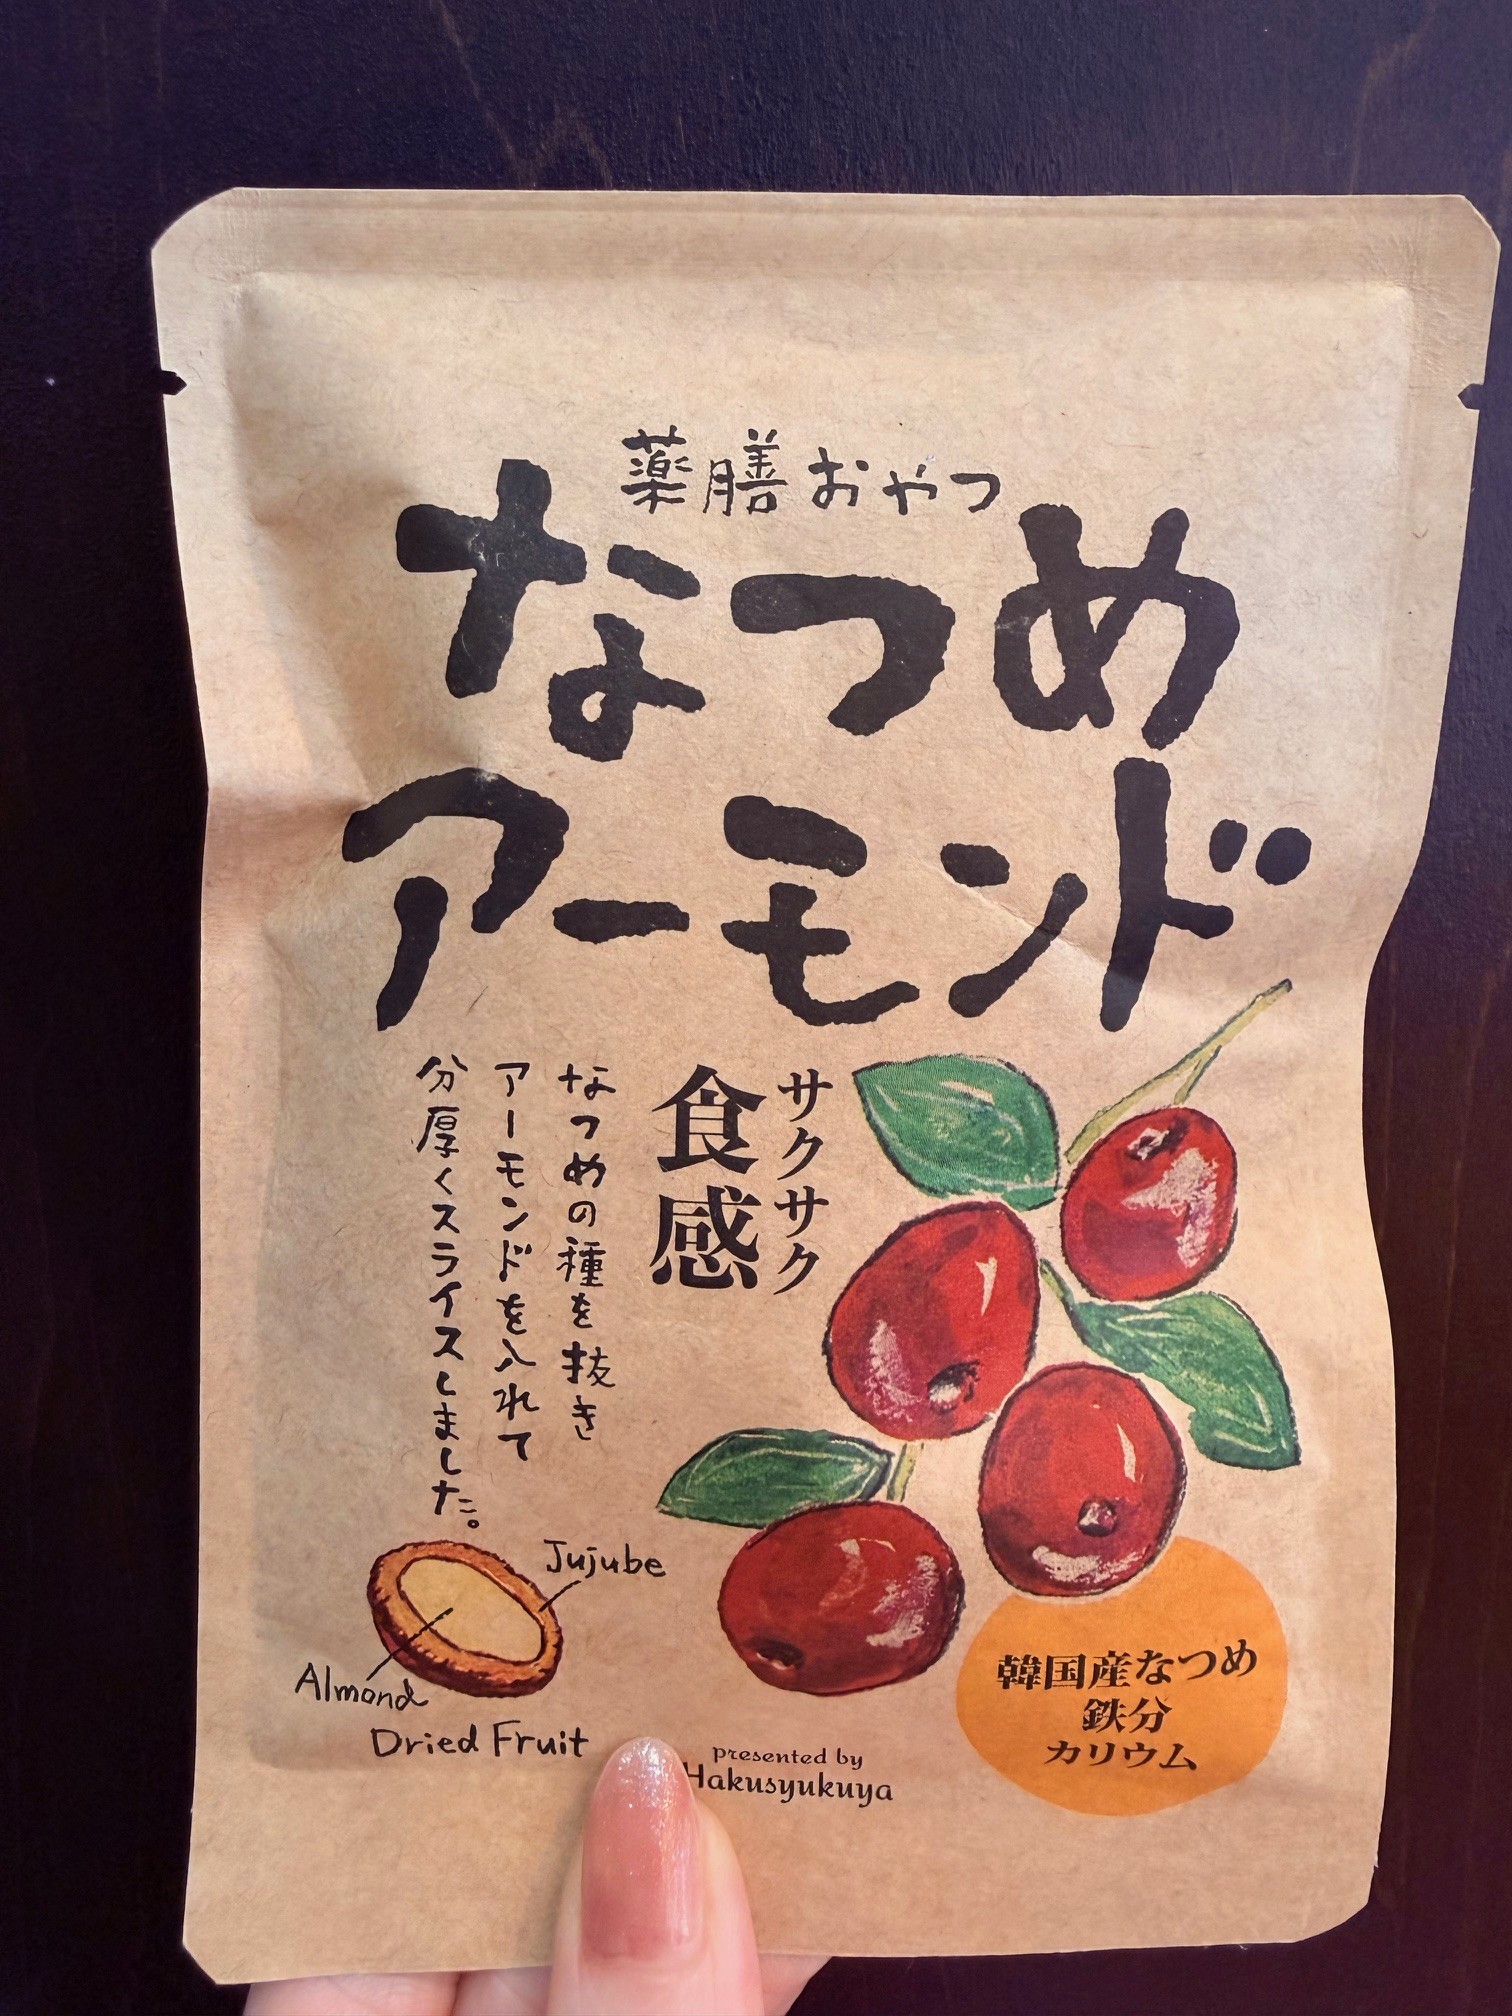 薬膳おやつ
なつめ
アーモンド
サクサク
食感
なつめの種を抜き
アーモンドを入れて
分厚くスライスしました。
Jujube
Almond
Dried Fruit
presented by
Hakusyukuya
韓国産なつめ
鉄分
カリウム